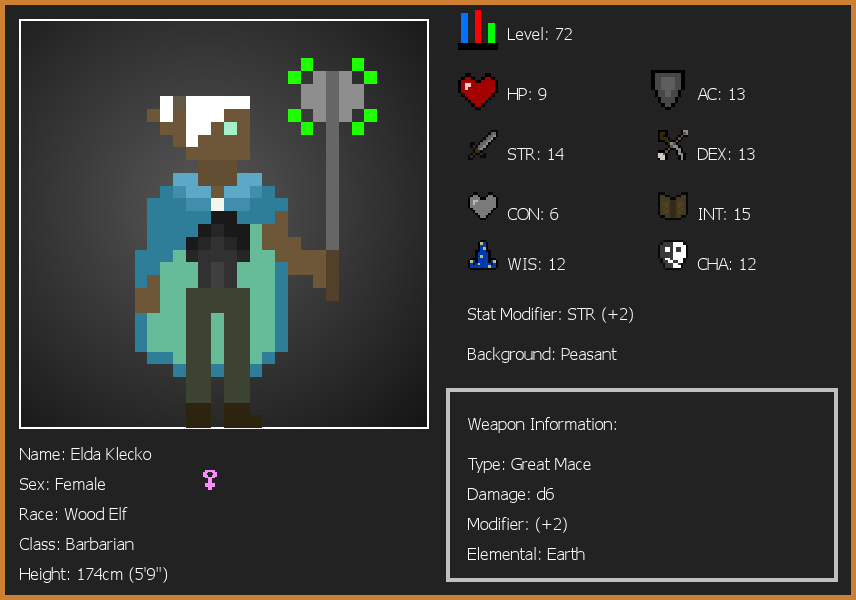 Level: 72
HP: 9
AC: 13
STR: 14
DEX: 13
CON: 6
INT: 15
WIS: 12
CHA: 12
Stat Modifier: STR (+2)
Background: Peasant
Weapon Information:
Type: Great Mace
Damage: d6
Modifier: (+2)
Elemental: Earth
Name: Elda Klecko
Sex: Female
Race: Wood Elf
Class: Barbarian
Height: 174cm (5'9")